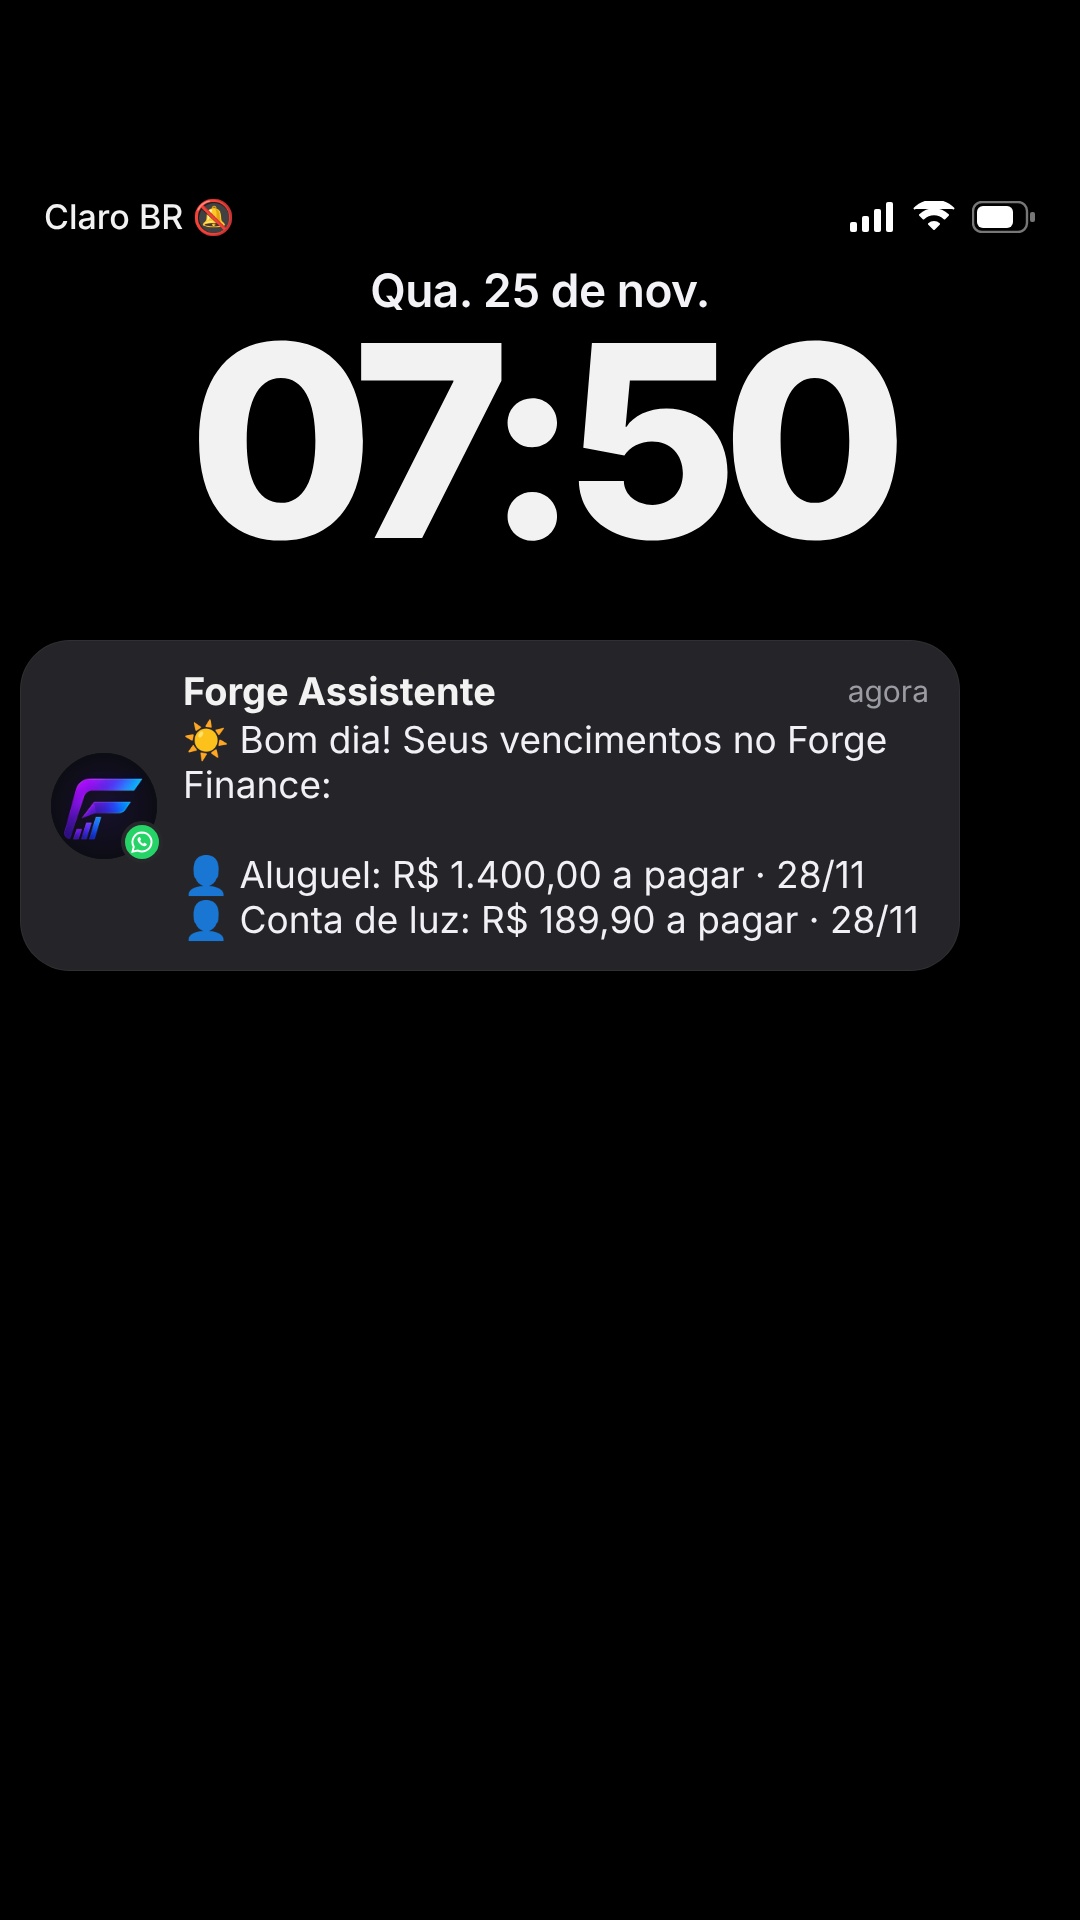 Claro BR
Qua. 25 de nov.
07:50
Forge Assistente
agora
☀️ Bom dia! Seus vencimentos no Forge
Finance:
👤 Aluguel: R$ 1.400,00 a pagar · 28/11
👤 Conta de luz: R$ 189,90 a pagar · 28/11